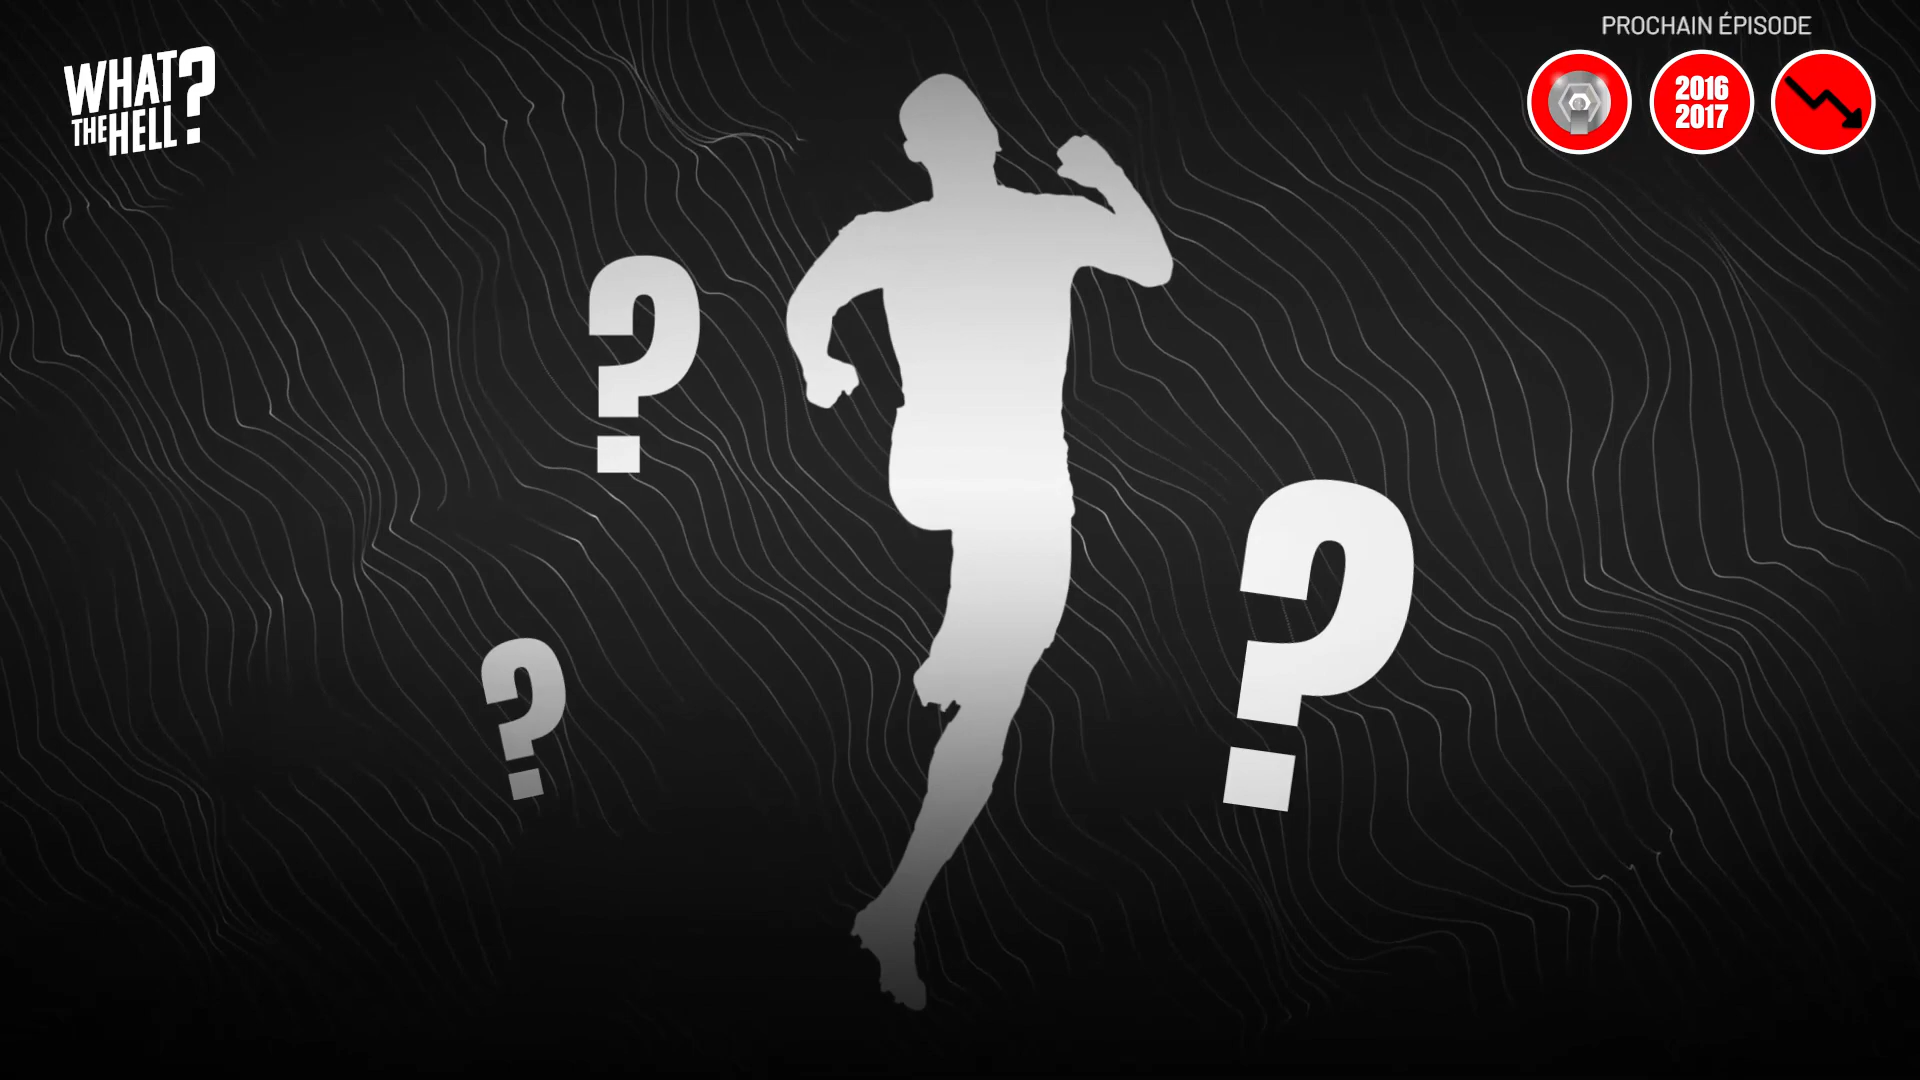 PROCHAIN ÉPISODE
WHAT
THE HELL?
2016
2017
?
?
?